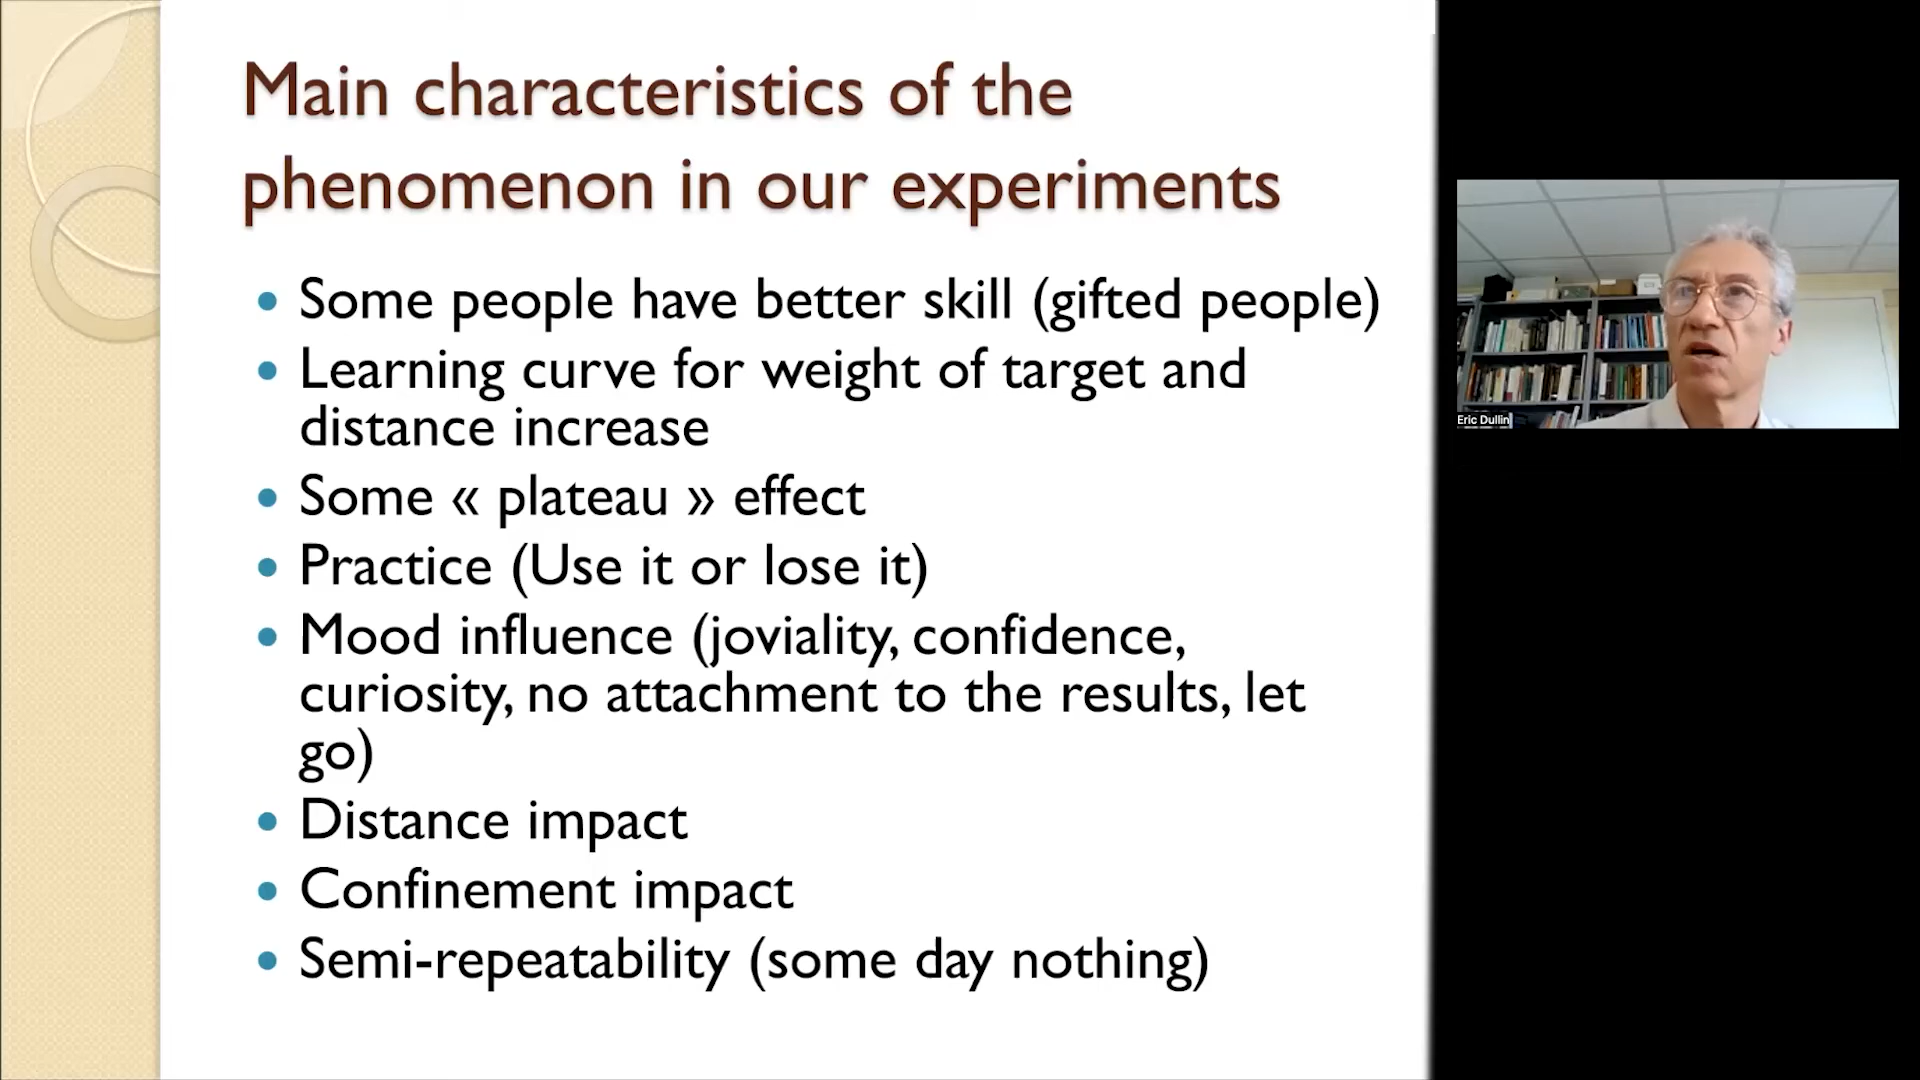 Main characteristics of the
phenomenon in our experiments
• Some people have better skill (gifted people)
• Learning curve for weight of target and
distance increase
• Some « plateau » effect
• Practice (Use it or lose it)
• Mood influence (joviality, confidence,
curiosity, no attachment to the results, let
go)
• Distance impact
• Confinement impact
• Semi-repeatability (some day nothing)
Eric Dullin